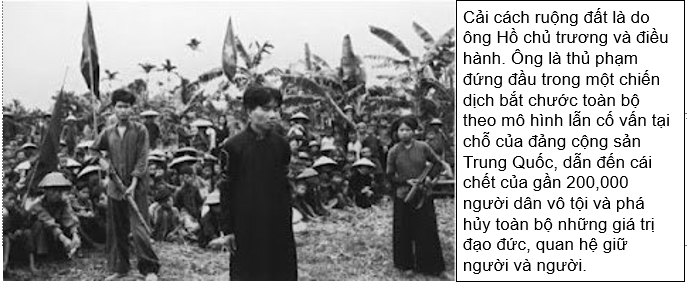 Cải cách ruộng đất là do
ông Hồ chủ trương và điều
hành. Ông là thủ phạm
đứng đầu trong một chiến
dịch bắt chước toàn bộ
theo mô hình lẫn cố vấn tại
chỗ của đảng cộng sản
Trung Quốc, dẫn đến cái
chết của gần 200,000
người dân vô tội và phá
hủy toàn bộ những giá trị
đạo đức, quan hệ giữ
người và người.